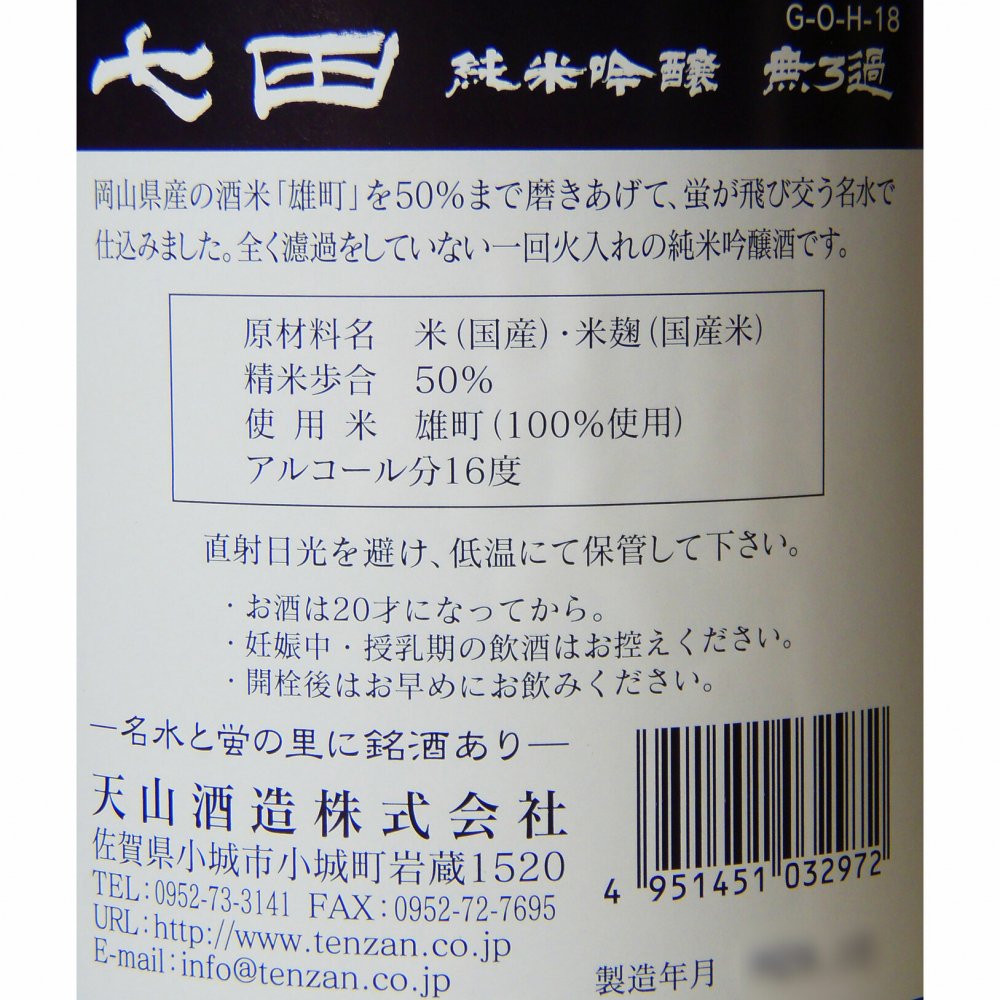 G-O-H-18
七田 純米吟醸 無ろ過
岡山県産の酒米「雄町」を50%まで磨きあげて、蛍が飛び交う名水で
仕込みました。全く濾過をしていない一回火入れの純米吟醸酒です。
原材料名 米(国産)・米麹(国産米)
精米歩合 50%
使用米 雄町(100%使用)
アルコール分16度
直射日光を避け、低温にて保管して下さい。
・お酒は20才になってから。
・妊娠中・授乳期の飲酒はお控えください。
・開栓後はお早めにお飲みください。
―名水と蛍の里に銘酒あり―
天山酒造株式会社
佐賀県小城市小城町岩蔵1520
TEL:0952-73-3141 FAX:0952-72-7695
URL:http://www.tenzan.co.jp
E-mail:info@tenzan.co.jp
4 951451 032972
製造年月